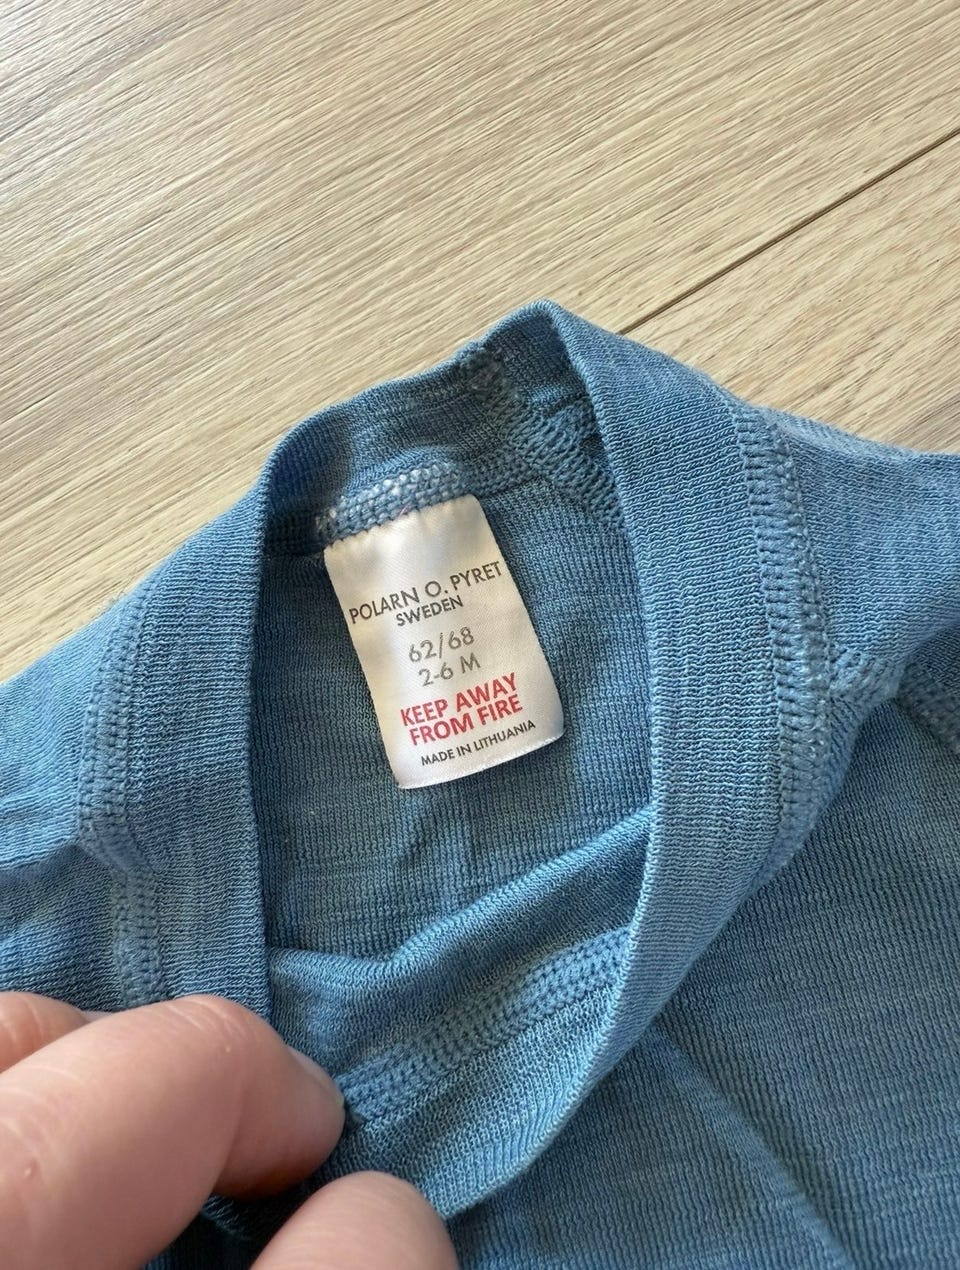 POLARN O. PYRET
SWEDEN
62/68
2-6 M
KEEP AWAY
FROM FIRE
MADE IN LITHUANIA